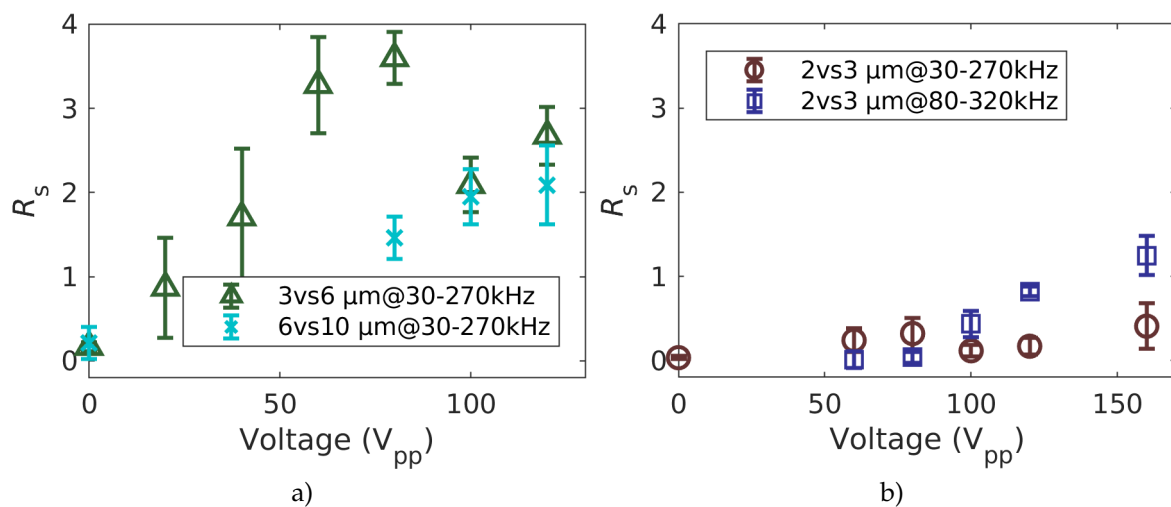 4
3
2
1
0
R_s
3vs6 μm@30-270kHz
6vs10 μm@30-270kHz
0 50 100
Voltage (V_pp)
a)
4
3
2
1
0
R_s
2vs3 μm@30-270kHz
2vs3 μm@80-320kHz
0 50 100 150
Voltage (V_pp)
b)